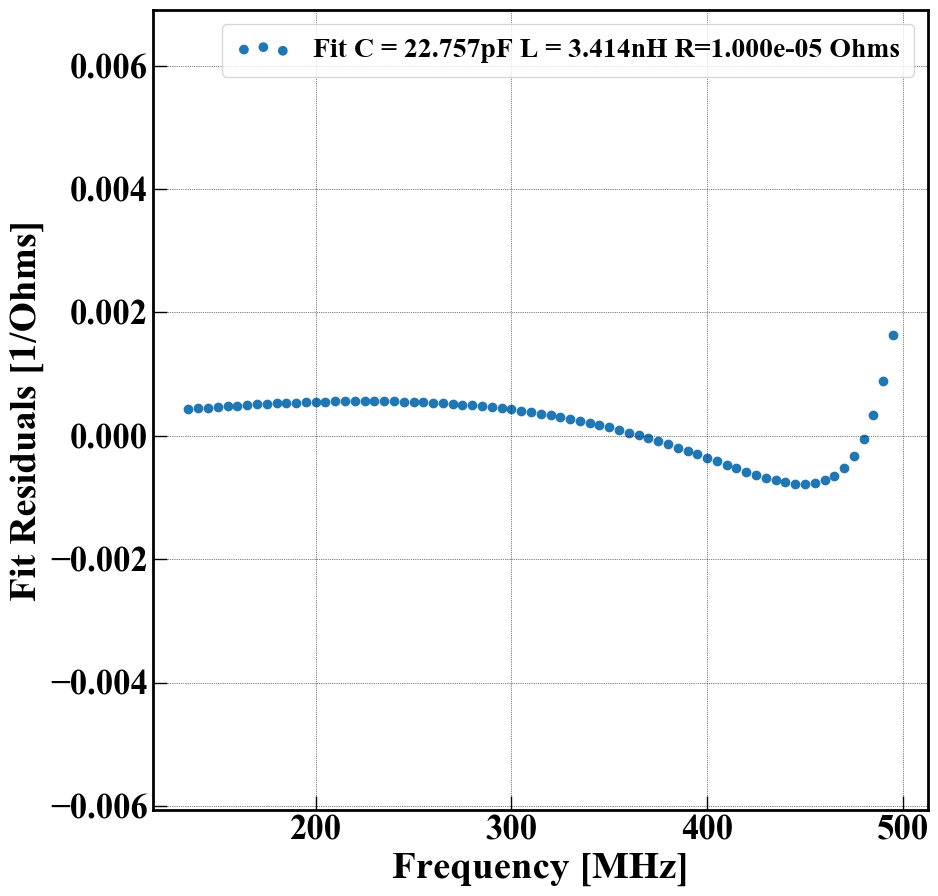 Fit C = 22.757pF L = 3.414nH R=1.000e-05 Ohms
Fit Residuals [1/Ohms]
0.006
0.004
0.002
0.000
−0.002
−0.004
−0.006
200 300 400 500
Frequency [MHz]